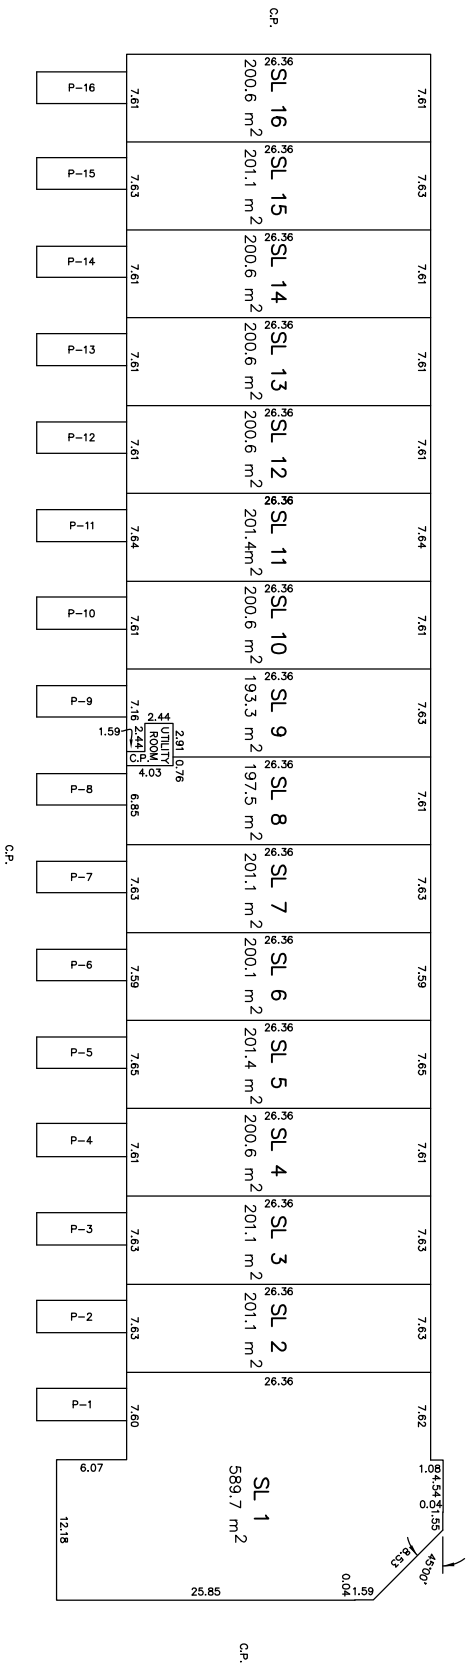 C.P.
P-16
7.61
26.36
SL 16
200.6 m2
7.61
P-15
7.63
26.36
SL 15
201.1 m2
7.63
P-14
7.61
26.36
SL 14
200.6 m2
7.61
P-13
7.61
26.36
SL 13
200.6 m2
7.61
P-12
7.61
26.36
SL 12
200.6 m2
7.61
P-11
7.64
26.36
SL 11
201.4m2
7.64
P-10
7.61
26.36
SL 10
200.6 m2
7.61
P-9
7.16
26.36
SL 9
193.3 m2
7.63
1.59
2.44
2.44
UTILITY
ROOM
C.P.
2.91
0.76
4.03
P-8
6.85
26.36
SL 8
197.5 m2
7.61
C.P.
P-7
7.63
26.36
SL 7
201.1 m2
7.63
P-6
7.59
26.36
SL 6
200.1 m2
7.59
P-5
7.65
26.36
SL 5
201.4 m2
7.65
P-4
7.61
26.36
SL 4
200.6 m2
7.61
P-3
7.63
26.36
SL 3
201.1 m2
7.63
P-2
7.63
26.36
SL 2
201.1 m2
7.63
P-1
7.60
26.36
7.62
6.07
SL 1
589.7 m2
1.08
4.54
0.04
1.55
12.18
8.53
45°00'
25.85
0.04
1.59
C.P.